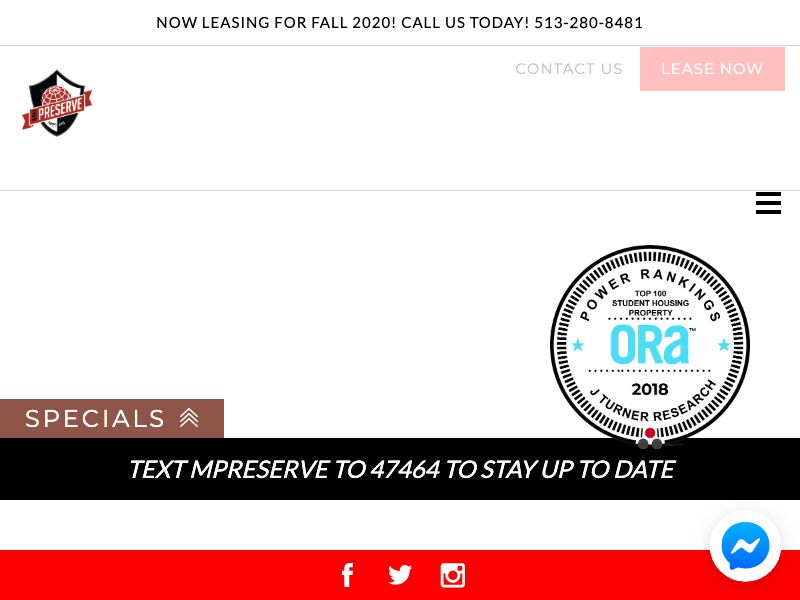 NOW LEASING FOR FALL 2020! CALL US TODAY! 513-280-8481
CONTACT US
LEASE NOW
PRESERVE
POWER RANKINGS
TOP 100
STUDENT HOUSING
PROPERTY
ORa™
2018
J TURNER RESEARCH
SPECIALS
TEXT MPRESERVE TO 47464 TO STAY UP TO DATE